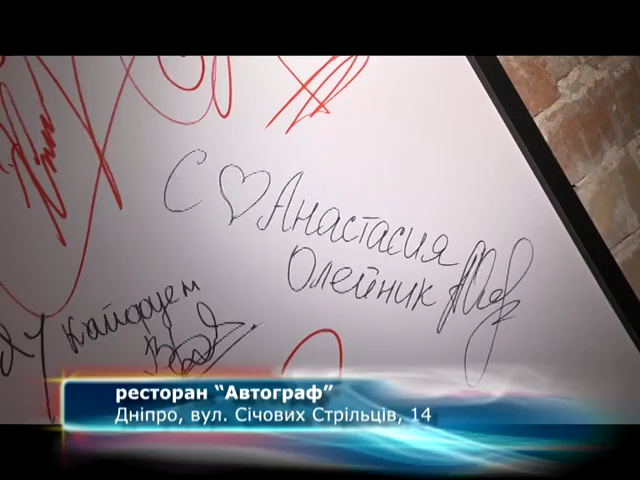 С ♡ Анастасия
Олейник
Кайфуем
ресторан “Автограф”
Дніпро, вул. Січових Стрільців, 14